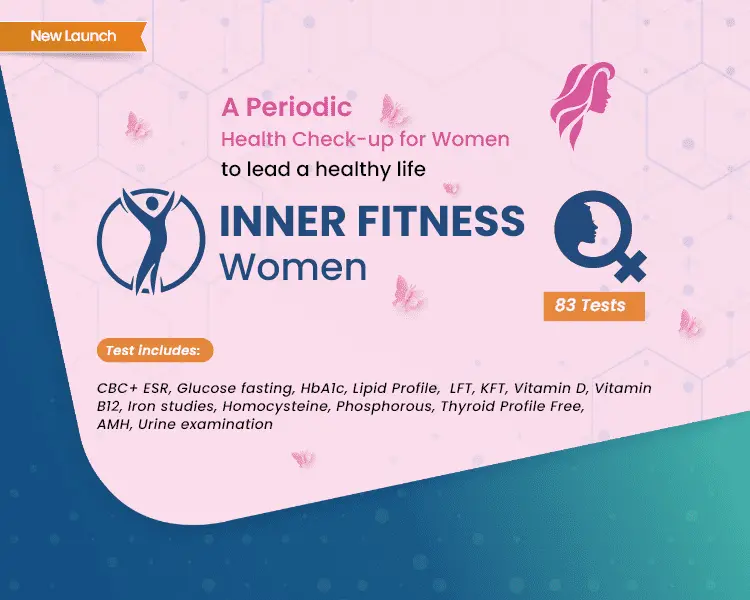 New Launch
A Periodic
Health Check-up for Women
to lead a healthy life
INNER FITNESS
Women
83 Tests
Test includes:
CBC+ ESR, Glucose fasting, HbA1c, Lipid Profile, LFT, KFT, Vitamin D, Vitamin
B12, Iron studies, Homocysteine, Phosphorous, Thyroid Profile Free,
AMH, Urine examination